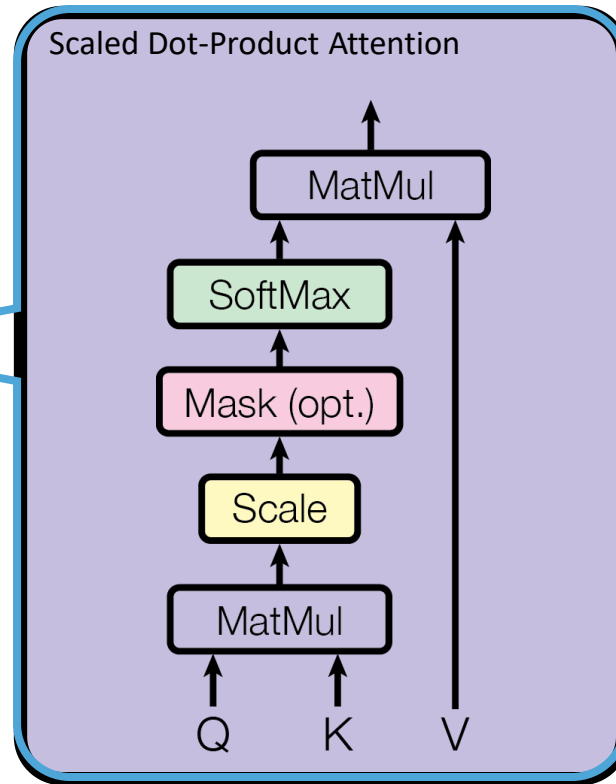 Scaled Dot-Product Attention
MatMul
SoftMax
Mask (opt.)
Scale
MatMul
Q K V